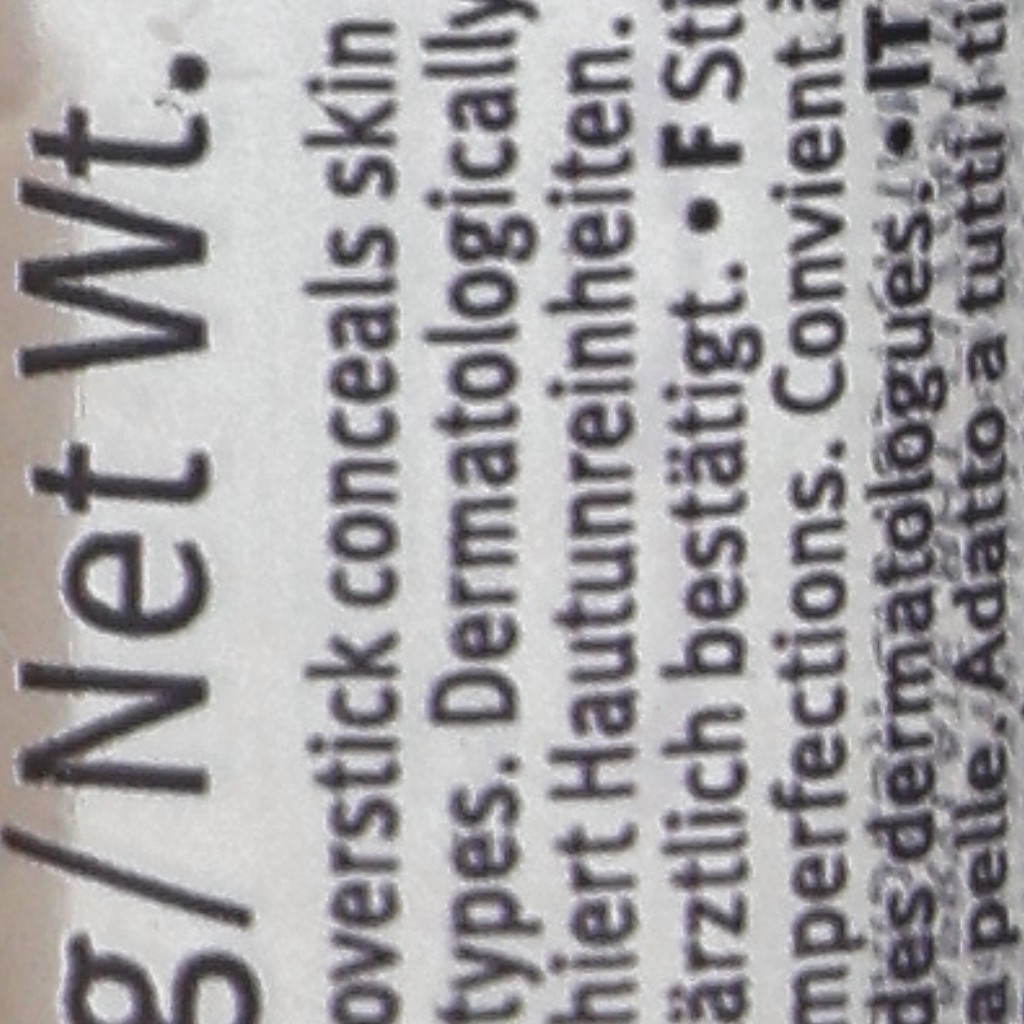 g/Net Wt.
overstick conceals skin
types. Dermatologically
hiert Hautunreinheiten.
ärztlich bestätigt. • F Sti
mperfections. Convient à
des dermatologues. • IT
a pelle. Adatto a tutti i ti